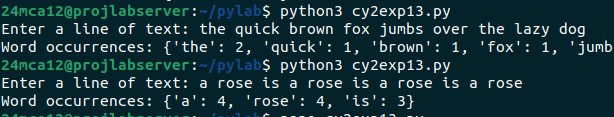 24mca12@projlabserver:~/pylab$ python3 cy2exp13.py
Enter a line of text: the quick brown fox jumbs over the lazy dog
Word occurrences: {'the': 2, 'quick': 1, 'brown': 1, 'fox': 1, 'jumb
24mca12@projlabserver:~/pylab$ python3 cy2exp13.py
Enter a line of text: a rose is a rose is a rose is a rose
Word occurrences: {'a': 4, 'rose': 4, 'is': 3}